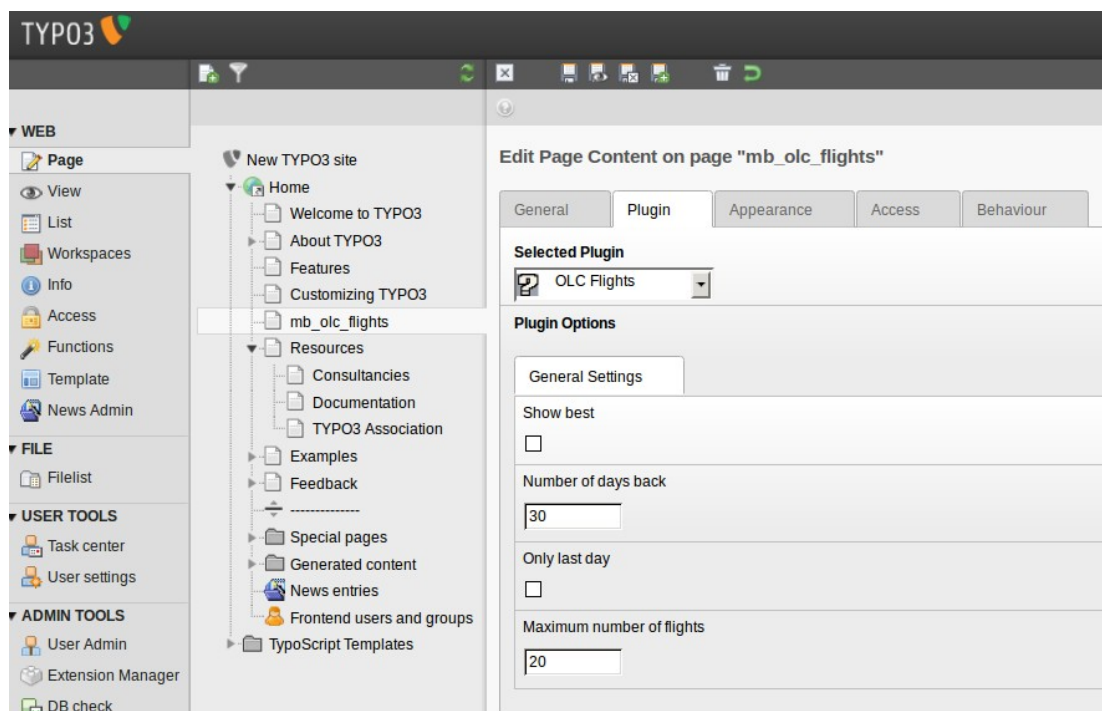 TYPO3
WEB
Page
View
List
Workspaces
Info
Access
Functions
Template
News Admin
FILE
Filelist
USER TOOLS
Task center
User settings
ADMIN TOOLS
User Admin
Extension Manager
DB check
New TYPO3 site
Home
Welcome to TYPO3
About TYPO3
Features
Customizing TYPO3
mb_olc_flights
Resources
Consultancies
Documentation
TYPO3 Association
Examples
Feedback
--------------
Special pages
Generated content
News entries
Frontend users and groups
TypoScript Templates
Edit Page Content on page "mb_olc_flights"
General Plugin Appearance Access Behaviour
Selected Plugin
OLC Flights
Plugin Options
General Settings
Show best
Number of days back
30
Only last day
Maximum number of flights
20